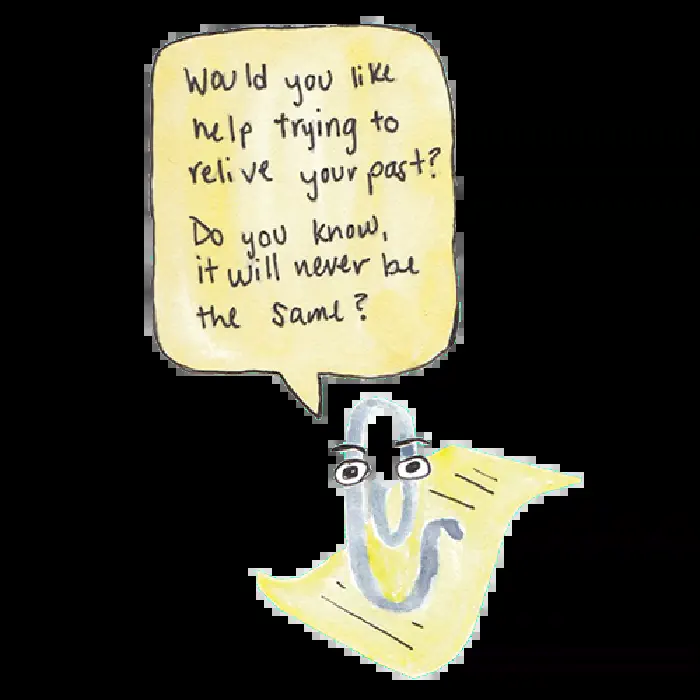 Would you like
help trying to
relive your past?
Do you know,
it will never be
the same?